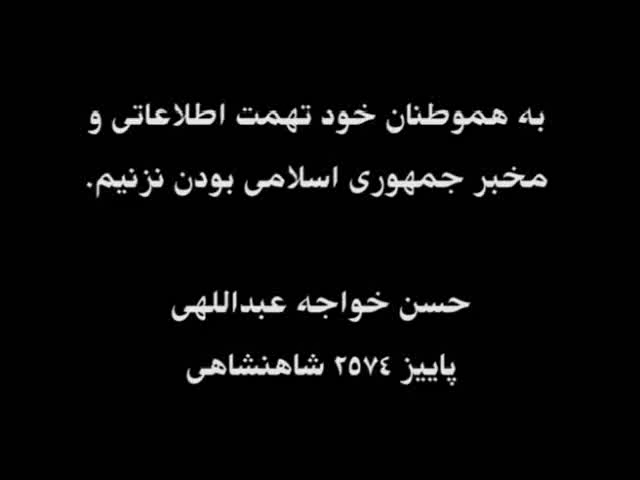 به هموطنان خود تهمت اطلاعاتی و
مخبر جمهوری اسلامی بودن نزنیم.
حسن خواجه عبداللهی
پاییز ۲۵۷٤ شاهنشاهی